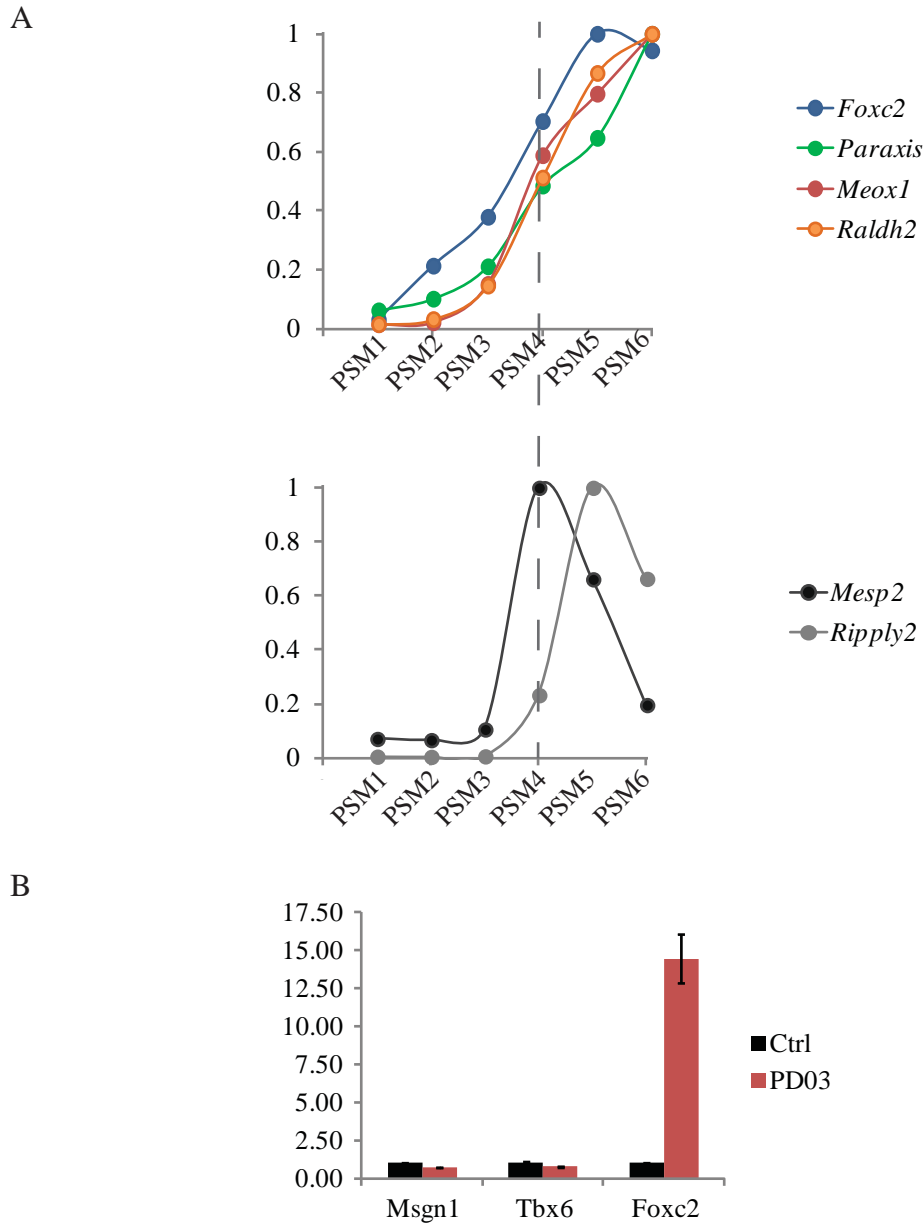 A
1
0.8
0.6
0.4
0.2
0
PSM1
PSM2
PSM3
PSM4
PSM5
PSM6
Foxc2
Paraxis
Meox1
Raldh2
1
0.8
0.6
0.4
0.2
0
PSM1
PSM2
PSM3
PSM4
PSM5
PSM6
Mesp2
Ripply2
B
17.50
15.00
12.50
10.00
7.50
5.00
2.50
0.00
Msgn1
Tbx6
Foxc2
Ctrl
PD03